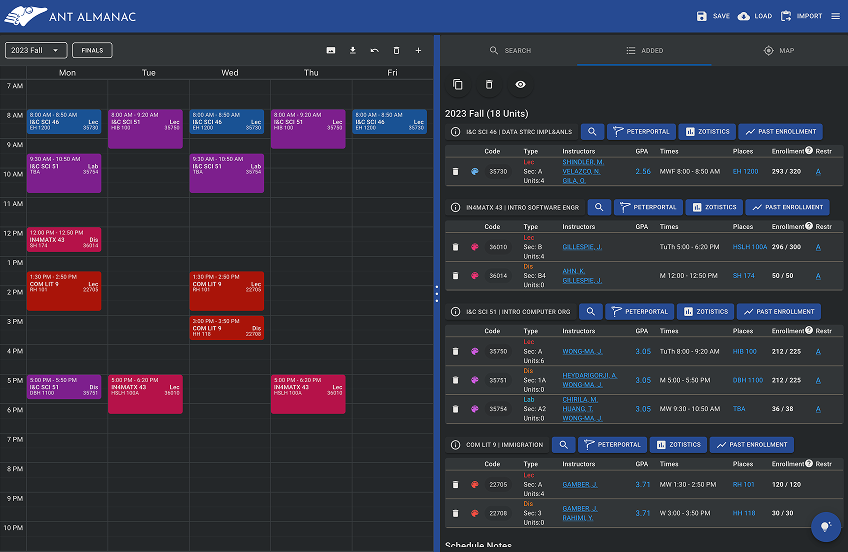 ANT ALMANAC
SAVE LOAD IMPORT
2023 Fall FINALS
Mon Tue Wed Thu Fri
7 AM
8 AM
9 AM
10 AM
11 AM
12 PM
1 PM
2 PM
3 PM
4 PM
5 PM
6 PM
7 PM
8 PM
9 PM
10 PM
8:00 AM - 8:50 AM
I&C SCI 46 Lec
EH 1200 35730
9:30 AM - 10:50 AM
I&C SCI 51 Lab
TBA 35754
12:00 PM - 12:50 PM
IN4MATX 43 Dis
SH 174 36014
1:30 PM - 2:50 PM
COM LIT 9 Lec
RH 101 22705
5:00 PM - 5:50 PM
I&C SCI 51 Dis
DBH 1100 35751
8:00 AM - 9:20 AM
I&C SCI 51 Lec
HIB 100 35750
5:00 PM - 6:20 PM
IN4MATX 43 Lec
HSLH 100A 36010
8:00 AM - 8:50 AM
I&C SCI 46 Lec
EH 1200 35730
9:30 AM - 10:50 AM
I&C SCI 51 Lab
TBA 35754
1:30 PM - 2:50 PM
COM LIT 9 Lec
RH 101 22705
3:00 PM - 3:50 PM
COM LIT 9 Dis
HH 118 22708
8:00 AM - 9:20 AM
I&C SCI 51 Lec
HIB 100 35750
5:00 PM - 6:20 PM
IN4MATX 43 Lec
HSLH 100A 36010
8:00 AM - 8:50 AM
I&C SCI 46 Lec
EH 1200 35730
SEARCH ADDED MAP
2023 Fall (18 Units)
I&C SCI 46 | DATA STRC IMPL&ANLS PETERPORTAL ZOTISTICS PAST ENROLLMENT
Code Type Instructors GPA Times Places Enrollment Restr
Lec SHINDLER, M.
35730 Sec: A VELAZCO, N. 2.56 MWF 8:00 - 8:50 AM EH 1200 293 / 320 A
Units:4 GILA, O.
IN4MATX 43 | INTRO SOFTWARE ENGR PETERPORTAL ZOTISTICS PAST ENROLLMENT
Code Type Instructors GPA Times Places Enrollment Restr
Lec
36010 Sec: B GILLESPIE, J. TuTh 5:00 - 6:20 PM HSLH 100A 296 / 300 A
Units:4
Dis AHN, K.
36014 Sec: B4 GILLESPIE, J. M 12:00 - 12:50 PM SH 174 50 / 50 A
Units:0
I&C SCI 51 | INTRO COMPUTER ORG PETERPORTAL ZOTISTICS PAST ENROLLMENT
Code Type Instructors GPA Times Places Enrollment Restr
Lec
35750 Sec: A WONG-MA, J. 3.05 TuTh 8:00 - 9:20 AM HIB 100 212 / 225 A
Units:6
Dis HEYDARIGORJI, A.
35751 Sec: 1A WONG-MA, J. 3.05 M 5:00 - 5:50 PM DBH 1100 212 / 225 A
Units:0
Lab CHIRILA, M.
35754 Sec: A2 HUANG, T. 3.05 MW 9:30 - 10:50 AM TBA 36 / 38 A
Units:0 WONG-MA, J.
COM LIT 9 | IMMIGRATION PETERPORTAL ZOTISTICS PAST ENROLLMENT
Code Type Instructors GPA Times Places Enrollment Restr
Lec
22705 Sec: A GAMBER, J. 3.71 MW 1:30 - 2:50 PM RH 101 120 / 120
Units:4
Dis GAMBER, J.
22708 Sec: 3 RAHIMI, Y. 3.71 W 3:00 - 3:50 PM HH 118 30 / 30
Units:0
Schedule Notes